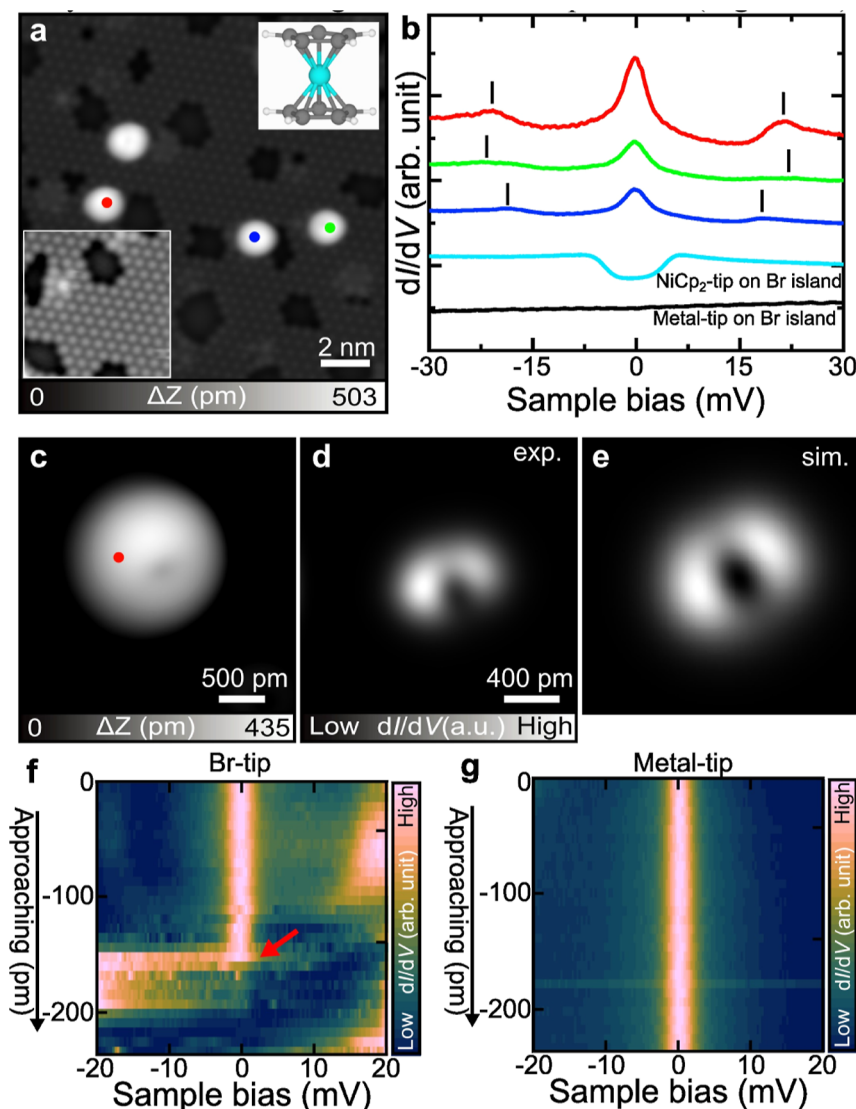 a
2 nm
0 ΔZ (pm) 503
b
dI/dV (arb. unit)
NiCp₂-tip on Br island
Metal-tip on Br island
-30 -15 0 15 30
Sample bias (mV)
c
500 pm
0 ΔZ (pm) 435
d
exp.
400 pm
Low dI/dV(a.u.) High
e
sim.
f
Br-tip
Approaching (pm)
0
-100
-200
-20 -10 0 10 20
Sample bias (mV)
Low dI/dV (arb. unit) High
g
Metal-tip
Approaching (pm)
0
-100
-200
-20 -10 0 10 20
Sample bias (mV)
Low dI/dV (arb. unit) High